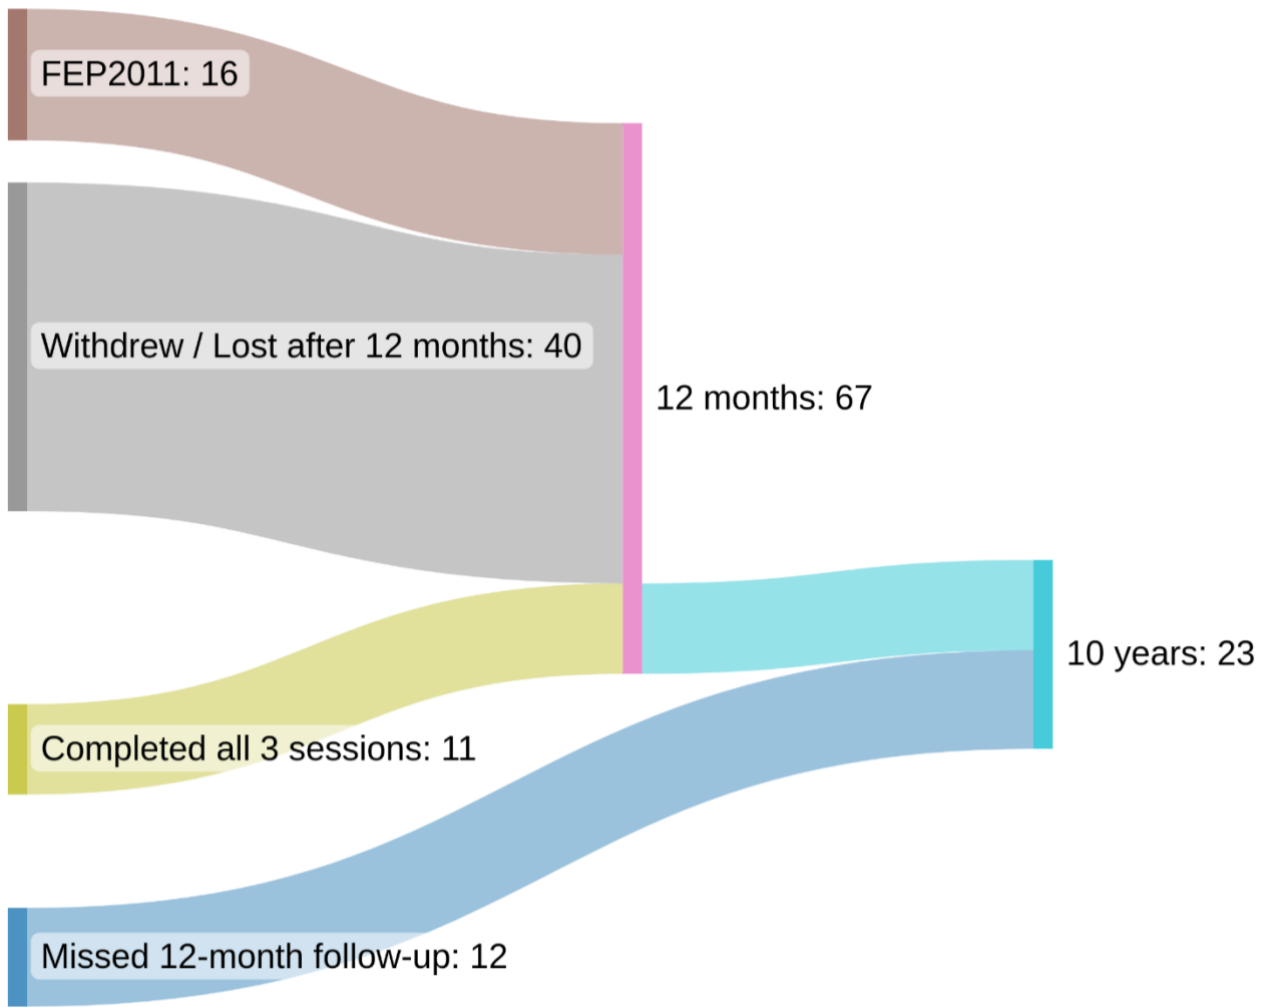 FEP2011: 16
Withdrew / Lost after 12 months: 40
12 months: 67
10 years: 23
Completed all 3 sessions: 11
Missed 12-month follow-up: 12